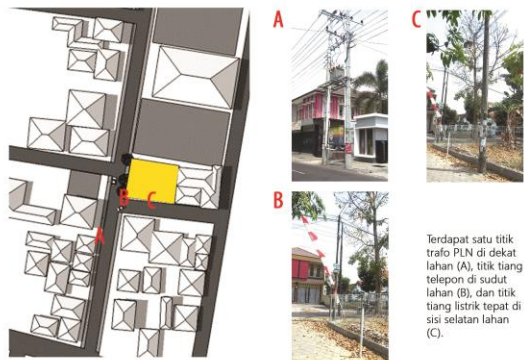 A
C
B
C
A
B
Terdapat satu titik
trafo PLN di dekat
lahan (A), titik tiang
telepon di sudut
lahan (B), dan titik
tiang listrik tepat di
sisi selatan lahan
(C).